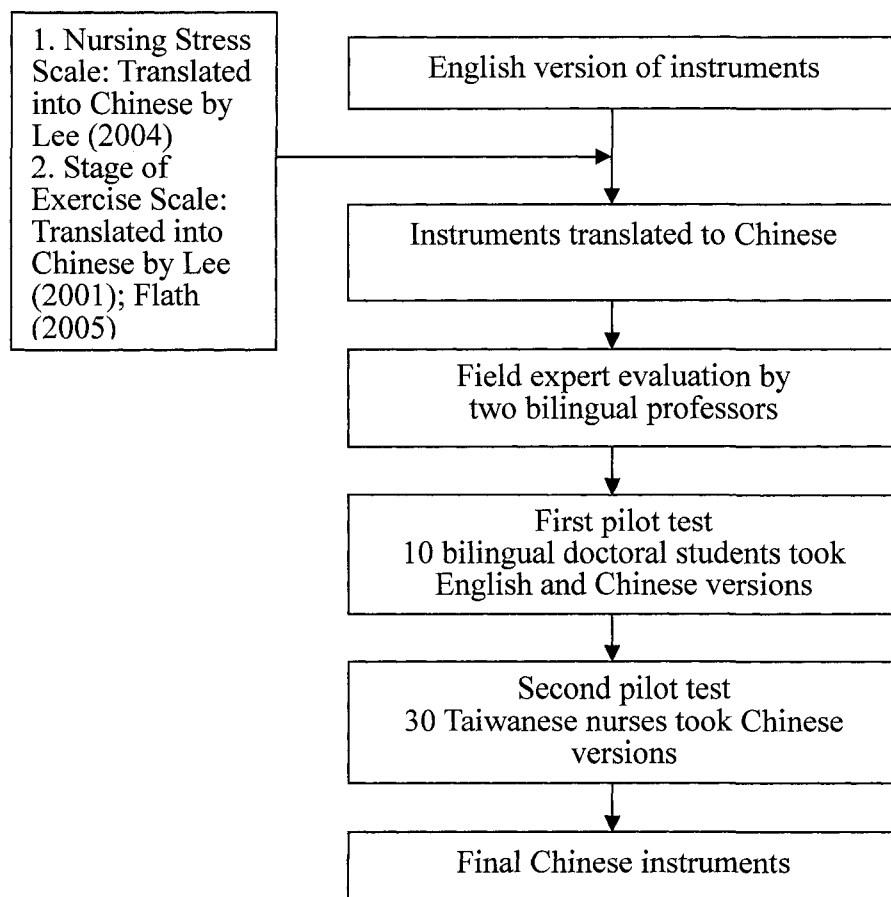 1. Nursing Stress
Scale: Translated
into Chinese by
Lee (2004)
2. Stage of
Exercise Scale:
Translated into
Chinese by Lee
(2001); Flath
(2005)
English version of instruments
Instruments translated to Chinese
Field expert evaluation by
two bilingual professors
First pilot test
10 bilingual doctoral students took
English and Chinese versions
Second pilot test
30 Taiwanese nurses took Chinese
versions
Final Chinese instruments